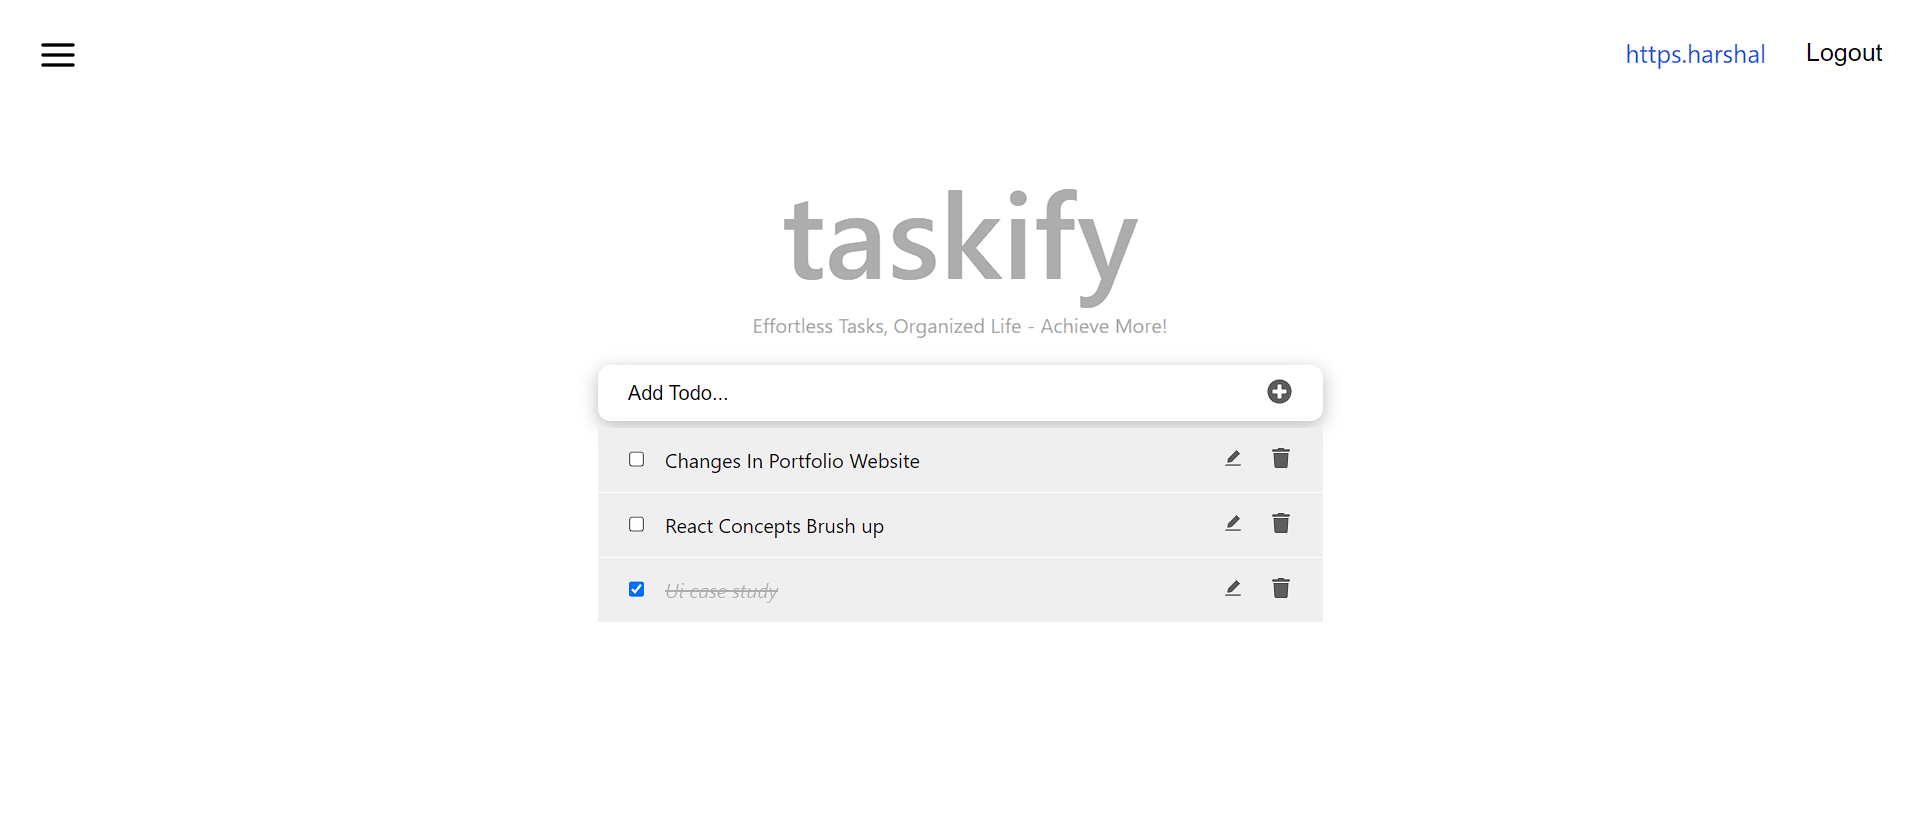 https.harshal Logout
taskify
Effortless Tasks, Organized Life - Achieve More!
Add Todo...
Changes In Portfolio Website
React Concepts Brush up
Ui case study